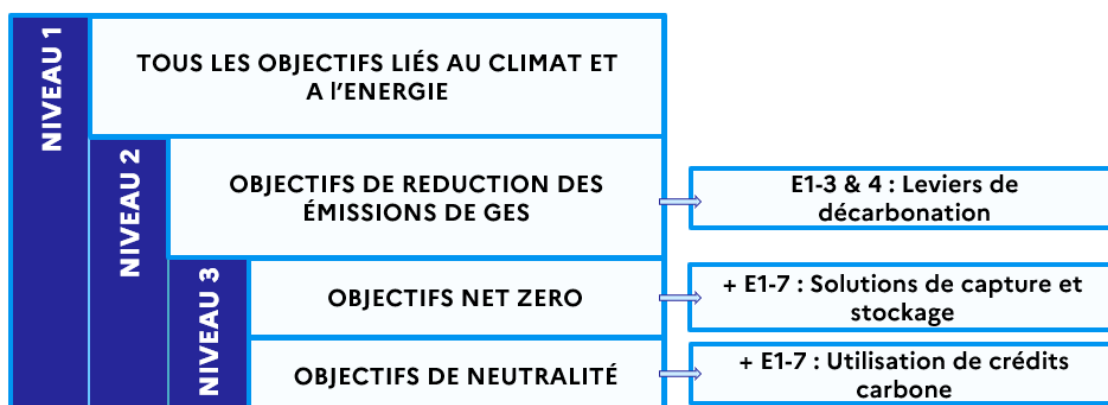 NIVEAU 1
TOUS LES OBJECTIFS LIÉS AU CLIMAT ET
A l’ENERGIE
NIVEAU 2
OBJECTIFS DE REDUCTION DES
ÉMISSIONS DE GES
E1-3 & 4 : Leviers de
décarbonation
NIVEAU 3
OBJECTIFS NET ZERO
+ E1-7 : Solutions de capture et
stockage
OBJECTIFS DE NEUTRALITÉ
+ E1-7 : Utilisation de crédits
carbone